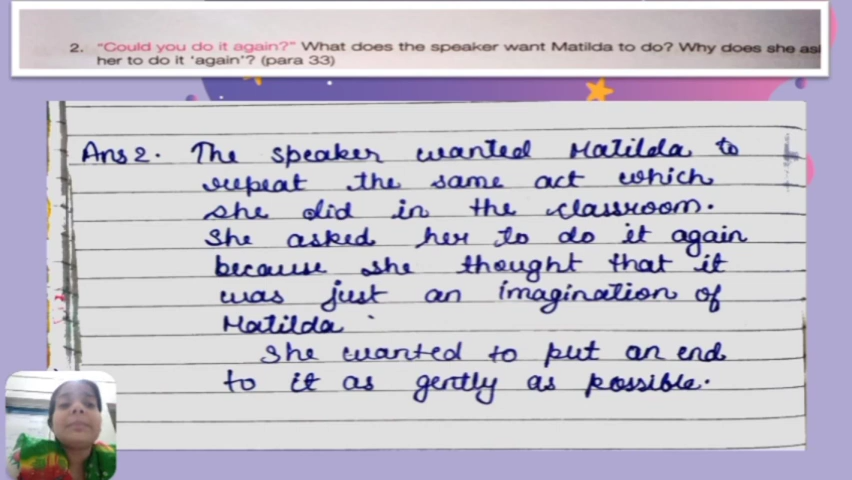 2. "Could you do it again?" What does the speaker want Matilda to do? Why does she as
her to do it 'again'? (para 33)
Ans 2. The speaker wanted Matilda to
repeat the same act which
she did in the classroom.
She asked her to do it again
because she thought that it
was just an imagination of
Matilda.
She wanted to put an end
to it as gently as possible.